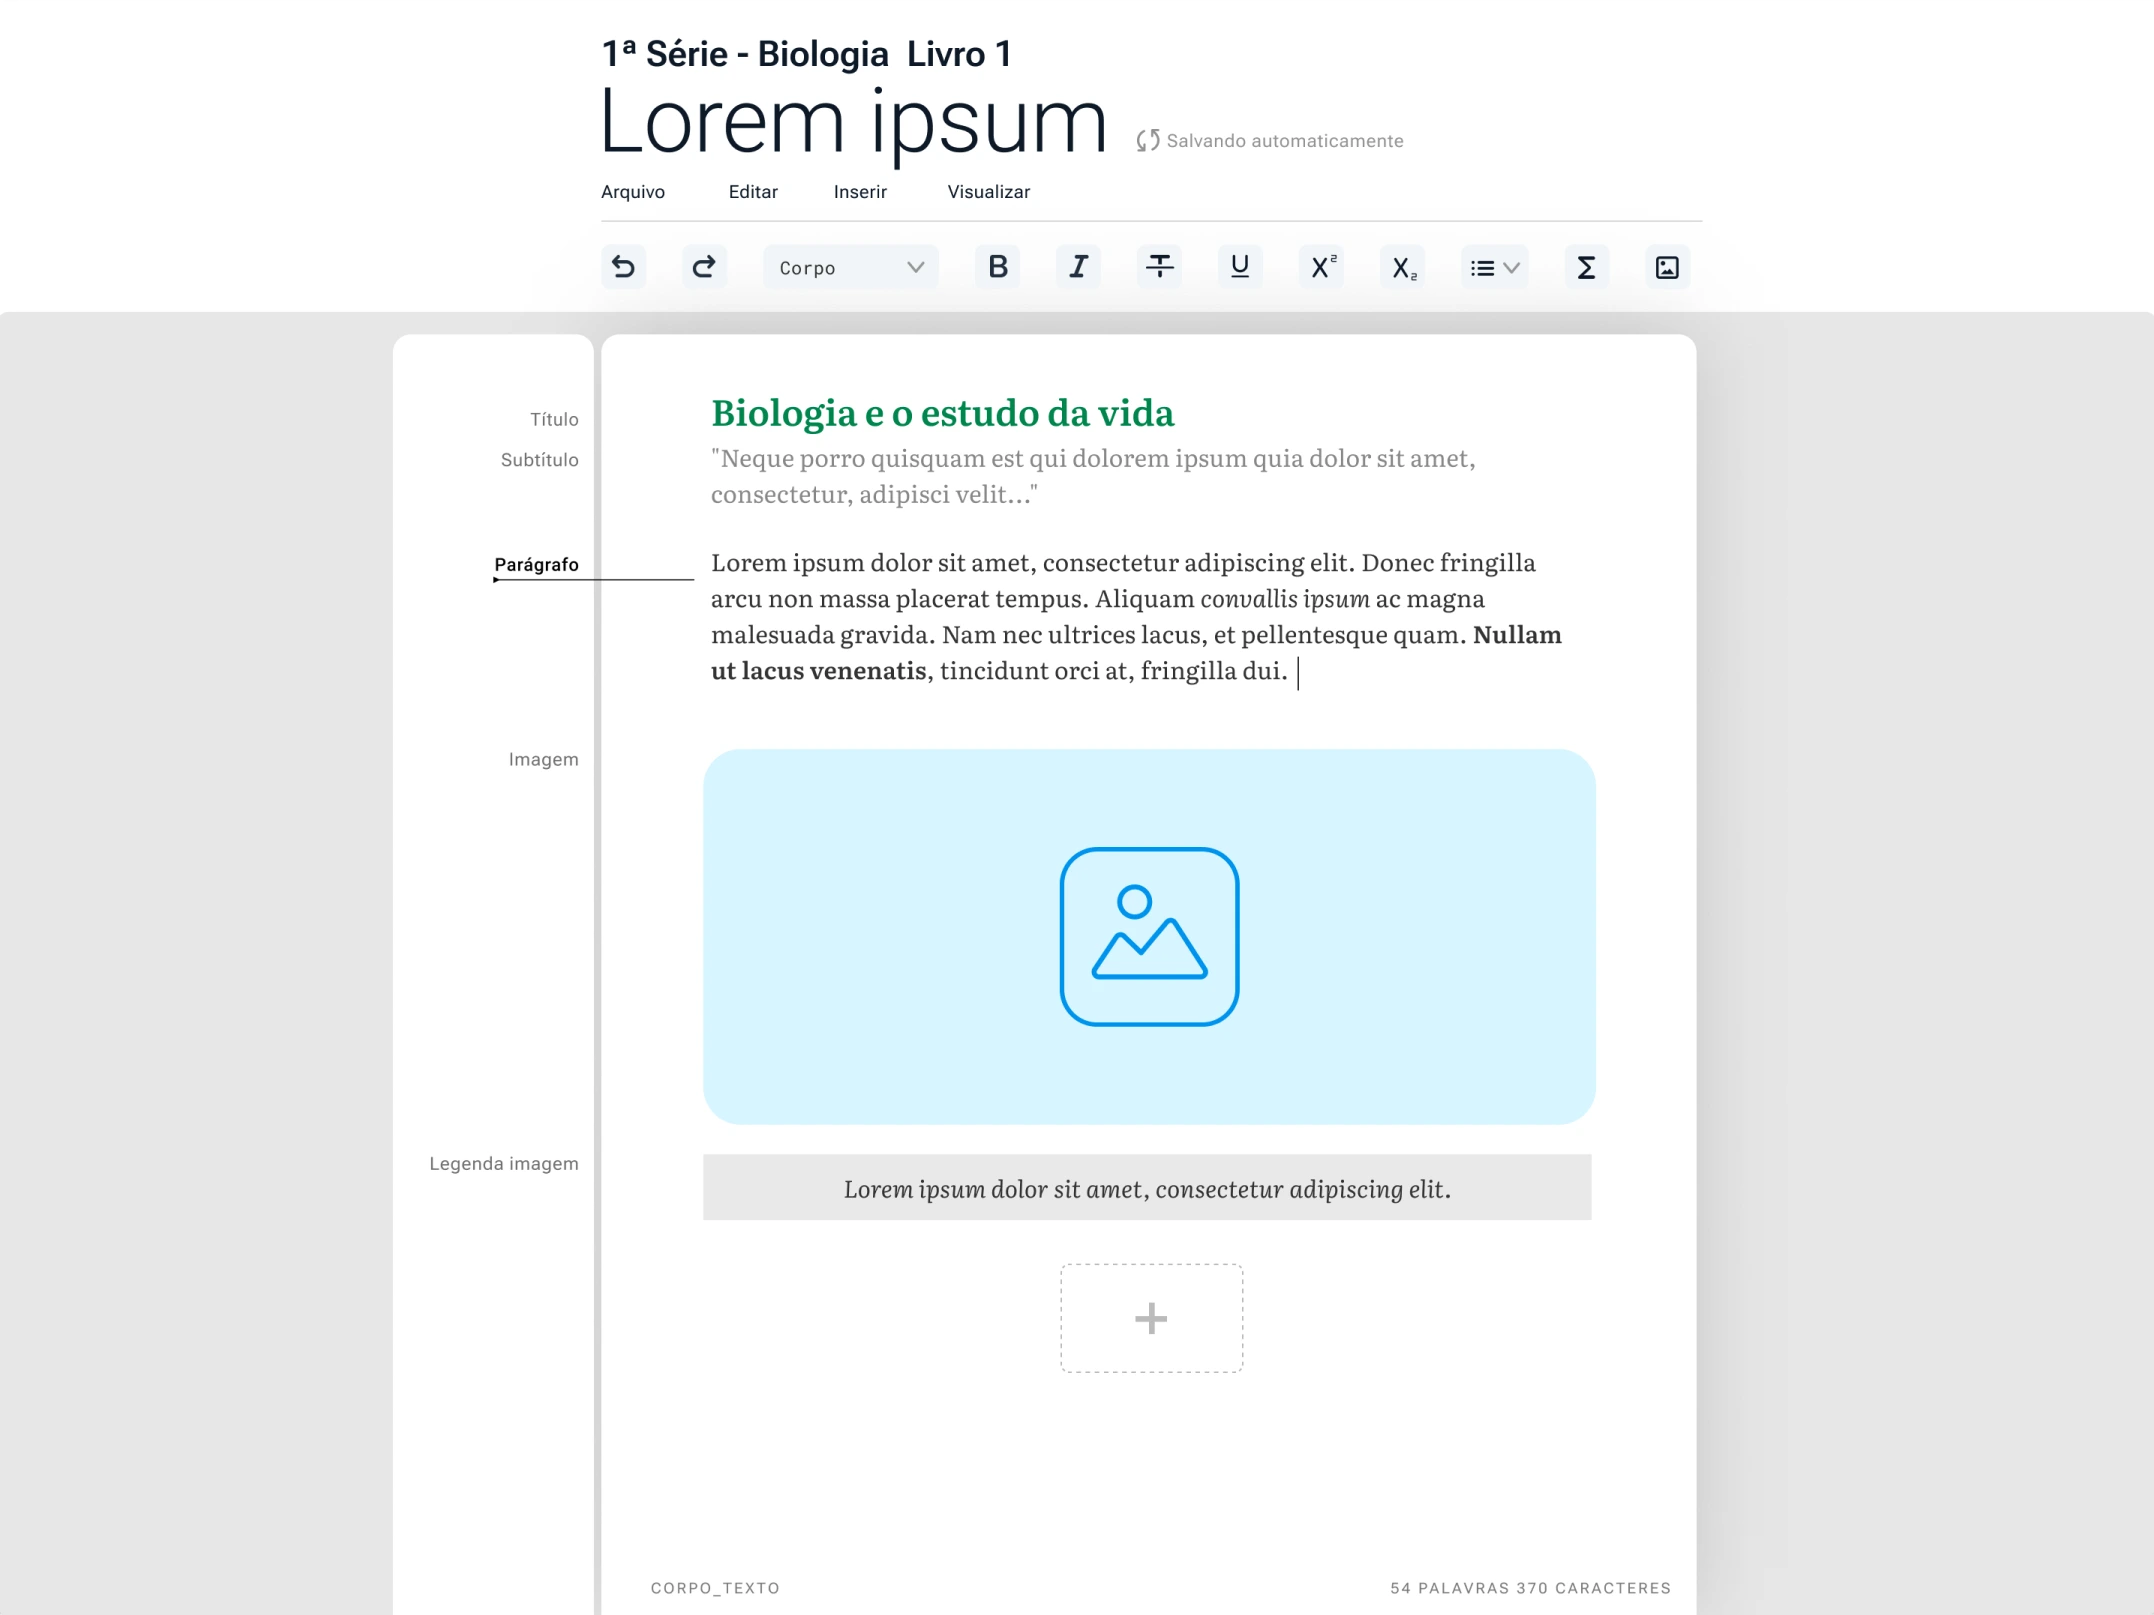 1ª Série - Biologia  Livro 1
Lorem ipsum
Salvando automaticamente
Arquivo Editar Inserir Visualizar
Corpo B I T U X² X₂ Σ
Título
Biologia e o estudo da vida
Subtítulo
"Neque porro quisquam est qui dolorem ipsum quia dolor sit amet,
consectetur, adipisci velit..."
Parágrafo
Lorem ipsum dolor sit amet, consectetur adipiscing elit. Donec fringilla
arcu non massa placerat tempus. Aliquam convallis ipsum ac magna
malesuada gravida. Nam nec ultrices lacus, et pellentesque quam. Nullam
ut lacus venenatis, tincidunt orci at, fringilla dui.
Imagem
Legenda imagem
Lorem ipsum dolor sit amet, consectetur adipiscing elit.
CORPO_TEXTO
54 PALAVRAS 370 CARACTERES